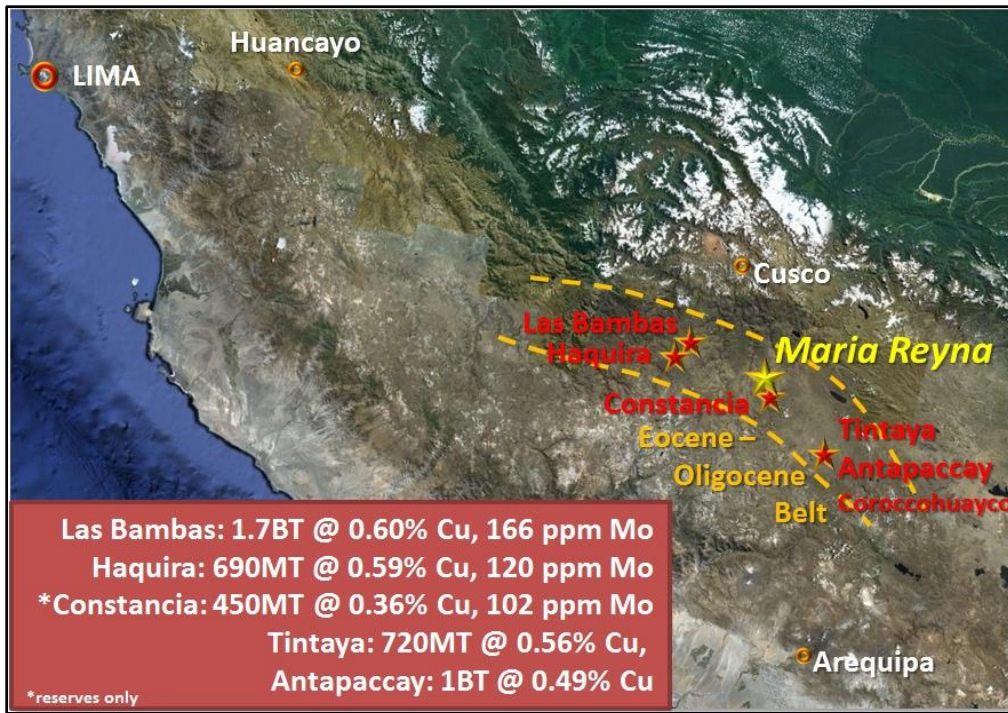 Huancayo
LIMA
Cusco
Las Bambas
Haquira
Maria Reyna
Constancia
Eocene –
Oligocene
Belt
Tintaya
Antapaccay
Coroccohuayco
Las Bambas: 1.7BT @ 0.60% Cu, 166 ppm Mo
Haquira: 690MT @ 0.59% Cu, 120 ppm Mo
*Constancia: 450MT @ 0.36% Cu, 102 ppm Mo
Tintaya: 720MT @ 0.56% Cu,
Antapaccay: 1BT @ 0.49% Cu
*reserves only
Arequipa